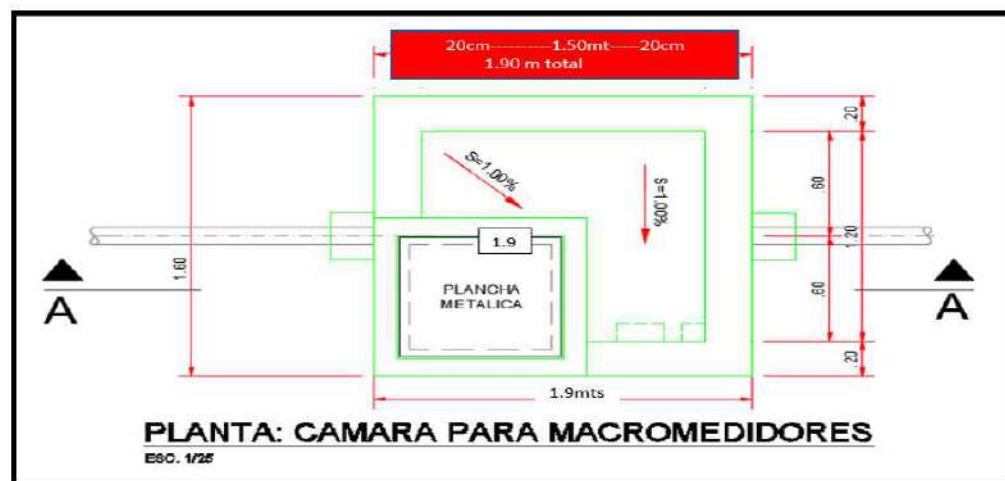 20cm----------1.50mt-----20cm
1.90 m total
.20
S=1.00%
S=1.00%
.60
1.20
1.9
1.60
A
PLANCHA
METALICA
.60
A
.20
1.9mts
PLANTA: CAMARA PARA MACROMEDIDORES
ESC. 1/25